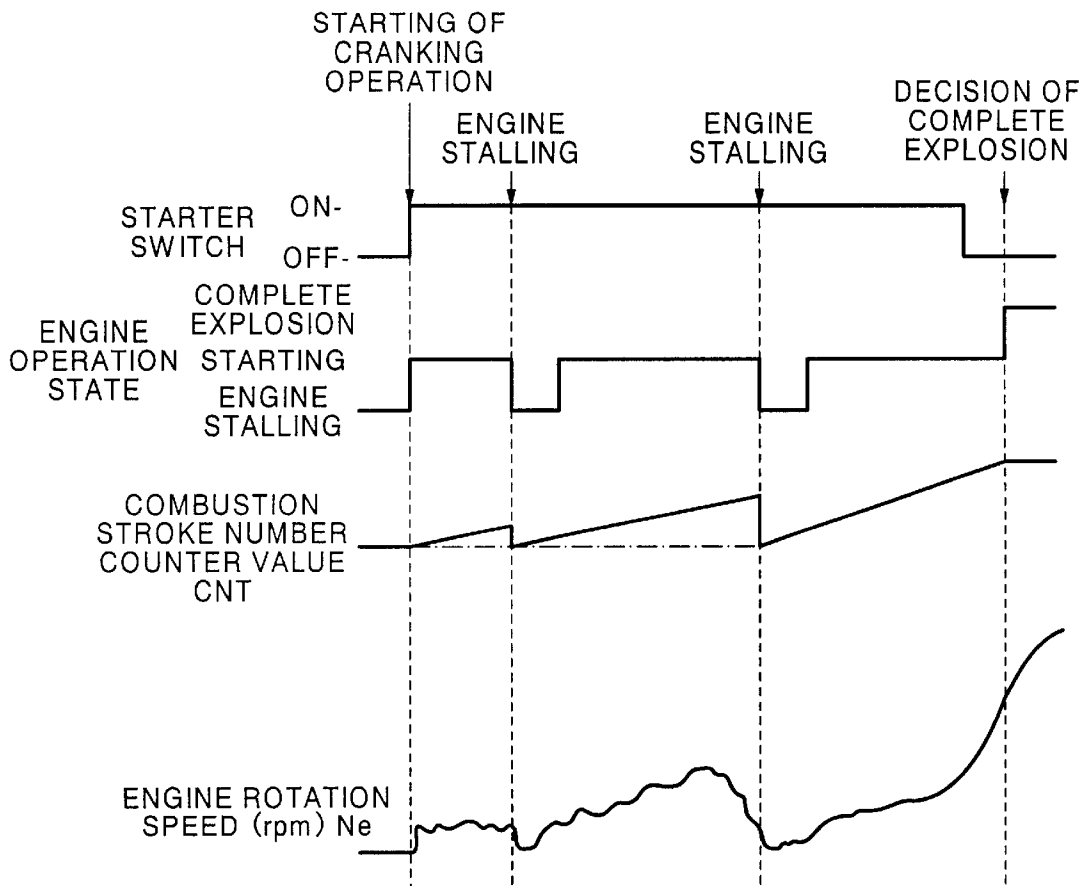 STARTING OF
CRANKING
OPERATION
ENGINE
STALLING
ENGINE
STALLING
DECISION OF
COMPLETE
EXPLOSION
STARTER
SWITCH
ON-
OFF-
ENGINE
OPERATION
STATE
COMPLETE
EXPLOSION
STARTING
ENGINE
STALLING
COMBUSTION
STROKE NUMBER
COUNTER VALUE
CNT
ENGINE ROTATION
SPEED (rpm) Ne